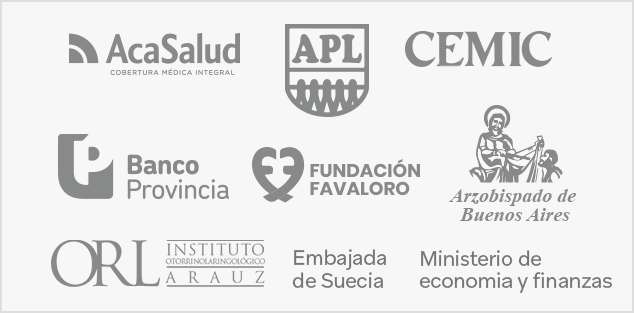 AcaSalud
COBERTURA MÉDICA INTEGRAL
APL
CEMIC
Banco
Provincia
FUNDACIÓN
FAVALORO
Arzobispado de
Buenos Aires
ORL
INSTITUTO
OTORRINOLARINGOLÓGICO
ARAUZ
Embajada
de Suecia
Ministerio de
economia y finanzas